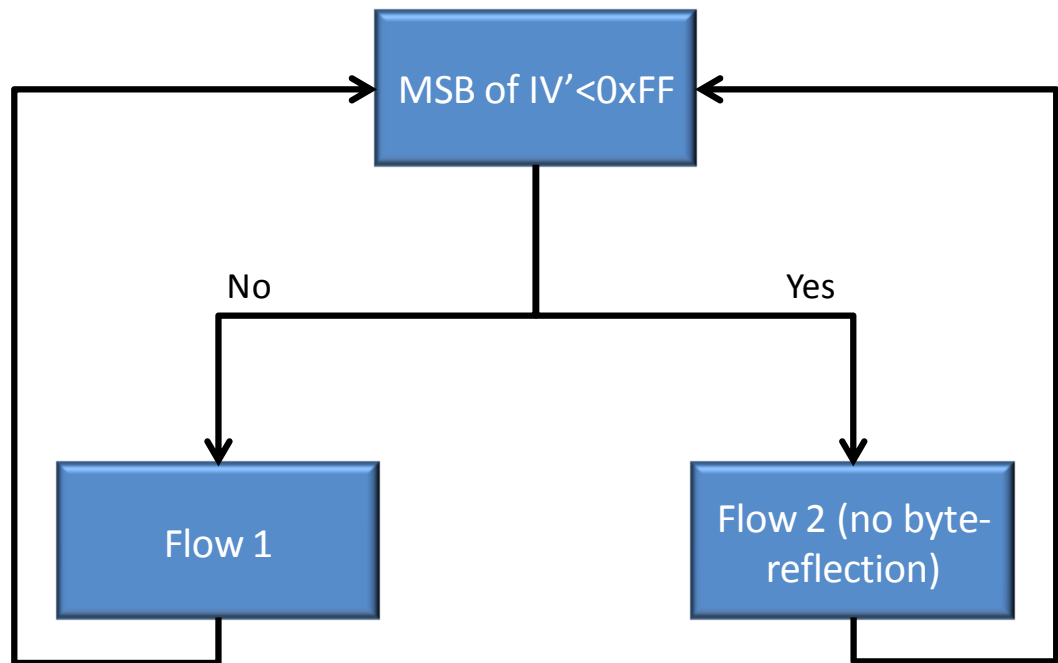 MSB of IV’<0xFF
No
Yes
Flow 1
Flow 2 (no byte-
reflection)